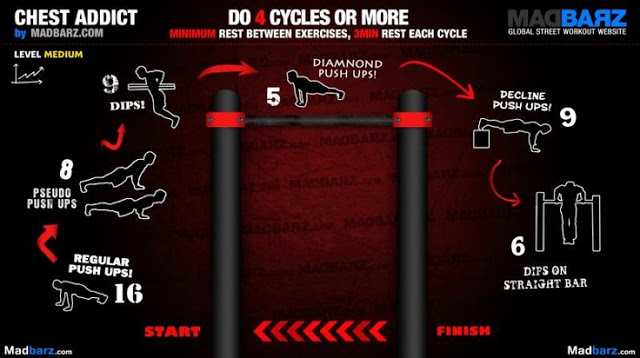 CHEST ADDICT
by MADBARZ.COM
DO 4 CYCLES OR MORE
MINIMUM REST BETWEEN EXERCISES, 3MIN REST EACH CYCLE
MADBARZ
GLOBAL STREET WORKOUT WEBSITE
LEVEL MEDIUM
REGULAR
PUSH UPS!
16
8
PSEUDO
PUSH UPS
9
DIPS!
5
DIAMNOND
PUSH UPS!
DECLINE
PUSH UPS!
9
6
DIPS ON
STRAIGHT BAR
START
FINISH
Madbarz.com
Madbarz.com
MADBARZ.com